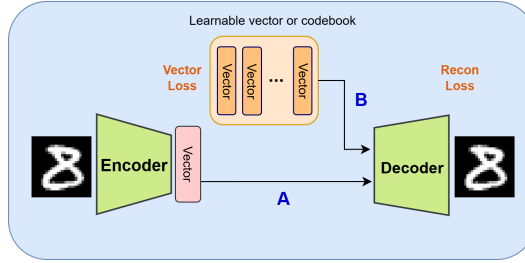 Learnable vector or codebook
Vector
Loss
Vector
Vector
...
Vector
Recon
Loss
B
Encoder
Vector
Decoder
A